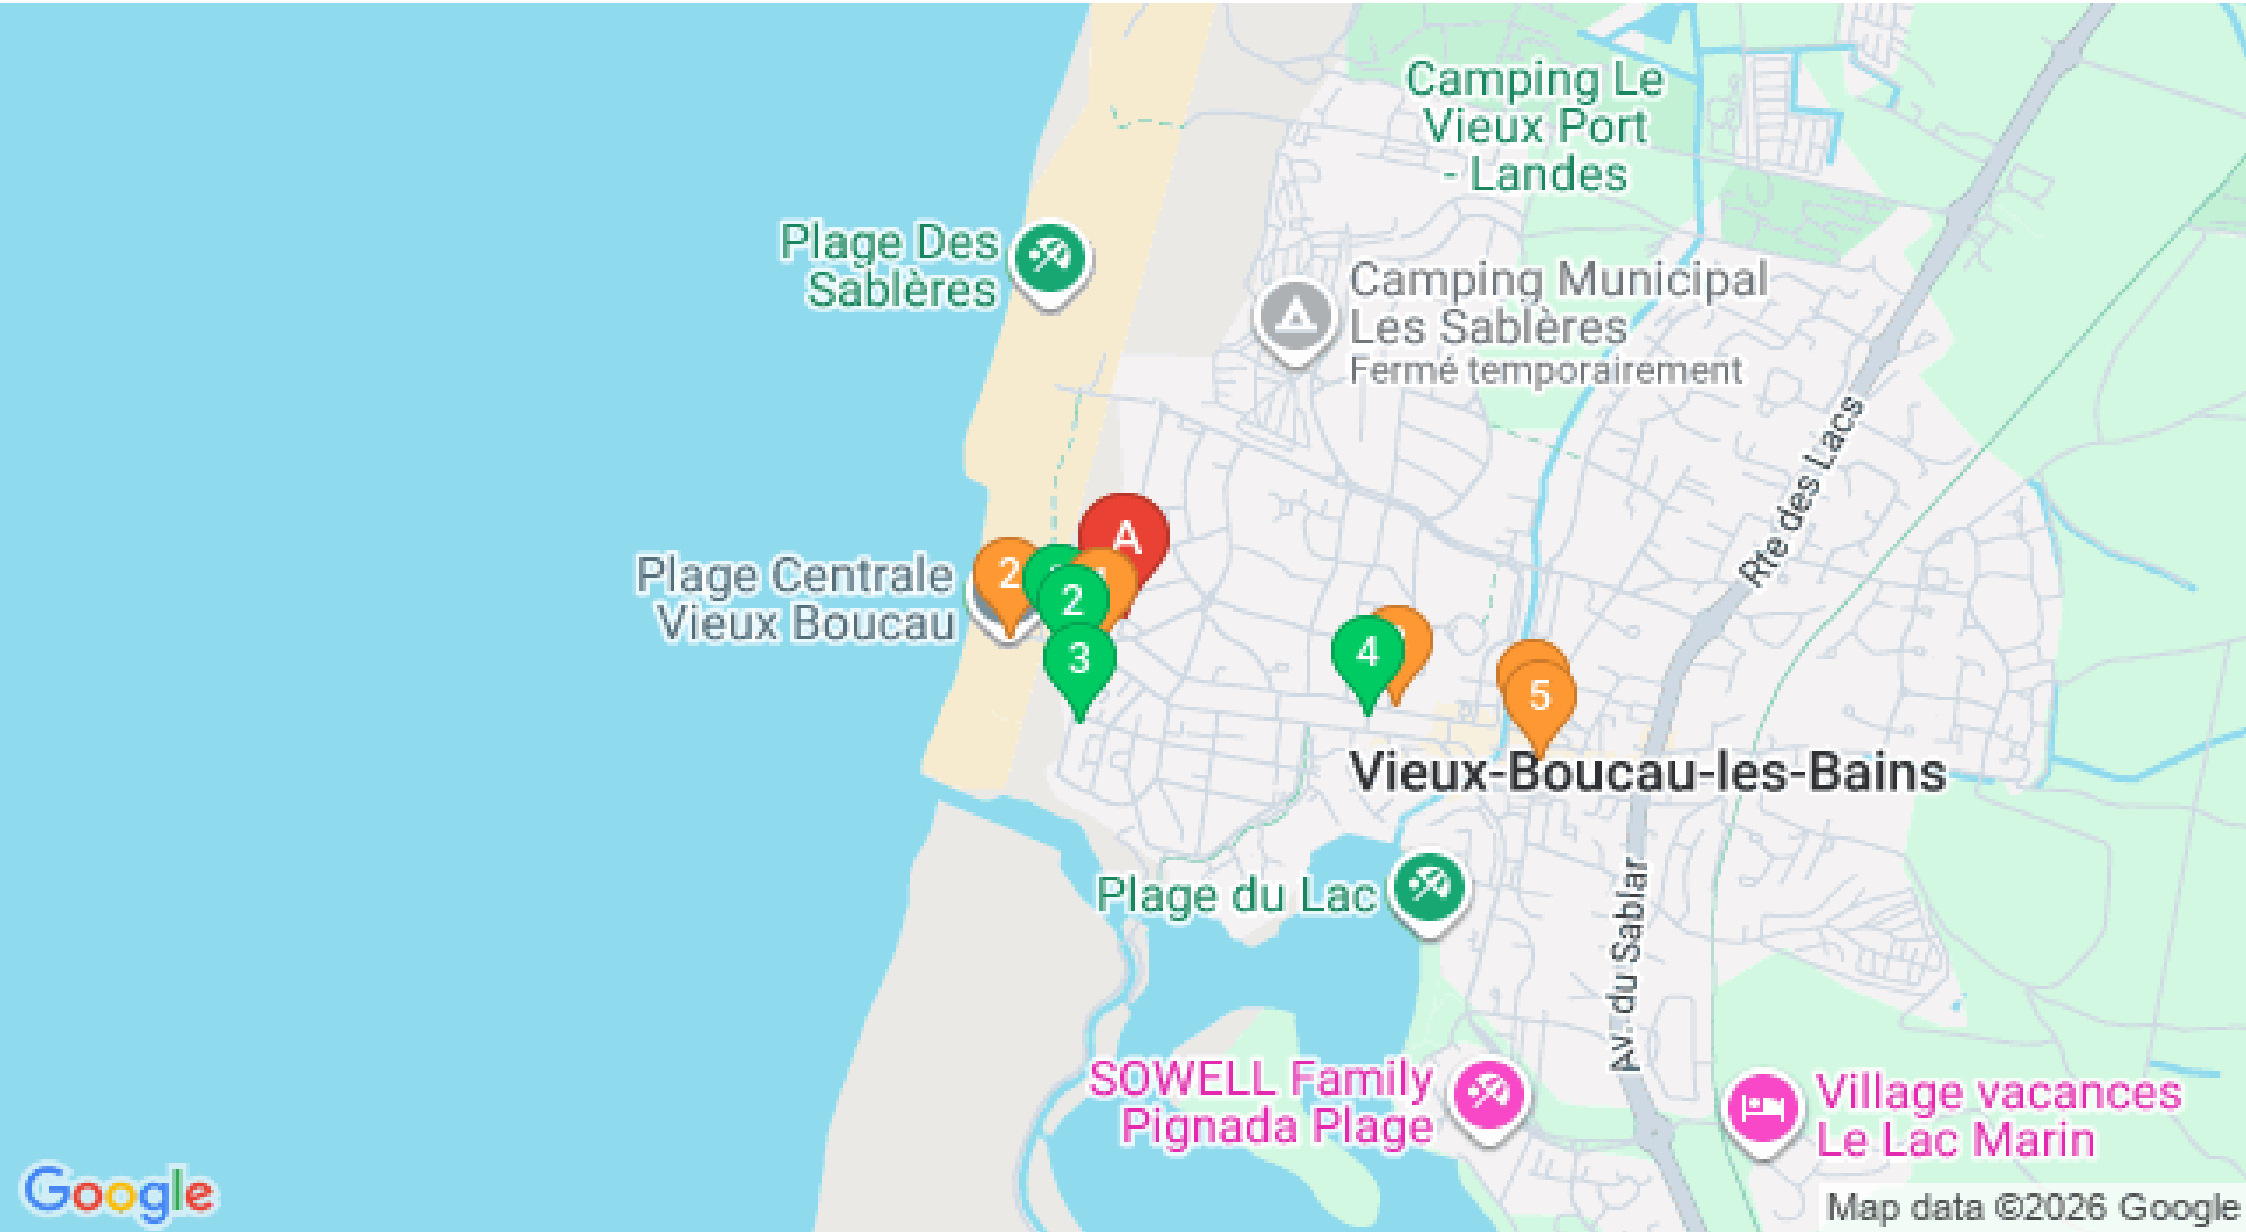 Camping Le
Vieux Port
- Landes
Plage Des
Sablères
Camping Municipal
Les Sablères
Fermé temporairement
Rte des Lacs
A
2
Plage Centrale
Vieux Boucau
2
3
4
5
Vieux-Boucau-les-Bains
Plage du Lac
Av. du Sablar
SOWELL Family
Pignada Plage
Village vacances
Le Lac Marin
Google
Map data ©2026 Google